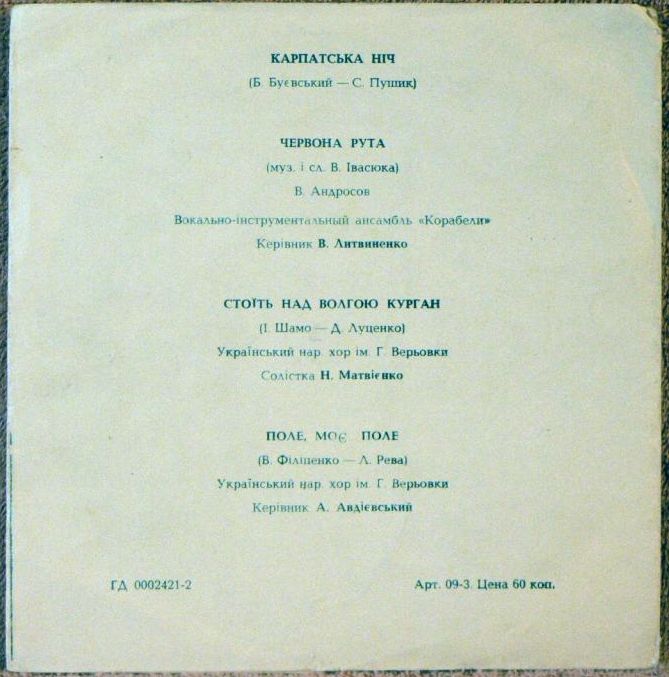 КАРПАТСЬКА НІЧ
(Б. Буєвський — С. Пушик)
ЧЕРВОНА РУТА
(муз. і сл. В. Івасюка)
В. Андросов
Вокально-інструментальный ансамбль «Корабели»
Керівник В. Литвиненко
СТОЇТЬ НАД ВОЛГОЮ КУРГАН
(І. Шамо — Д. Луценко)
Український нар. хор ім. Г. Верьовки
Солістка Н. Матвієнко
ПОЛЕ, МОЄ ПОЛЕ
(В. Філіпенко — Л. Рева)
Український нар. хор ім. Г. Верьовки
Керівник А. Авдієвський
ГД 0002421-2 Арт. 09-3. Цена 60 коп.